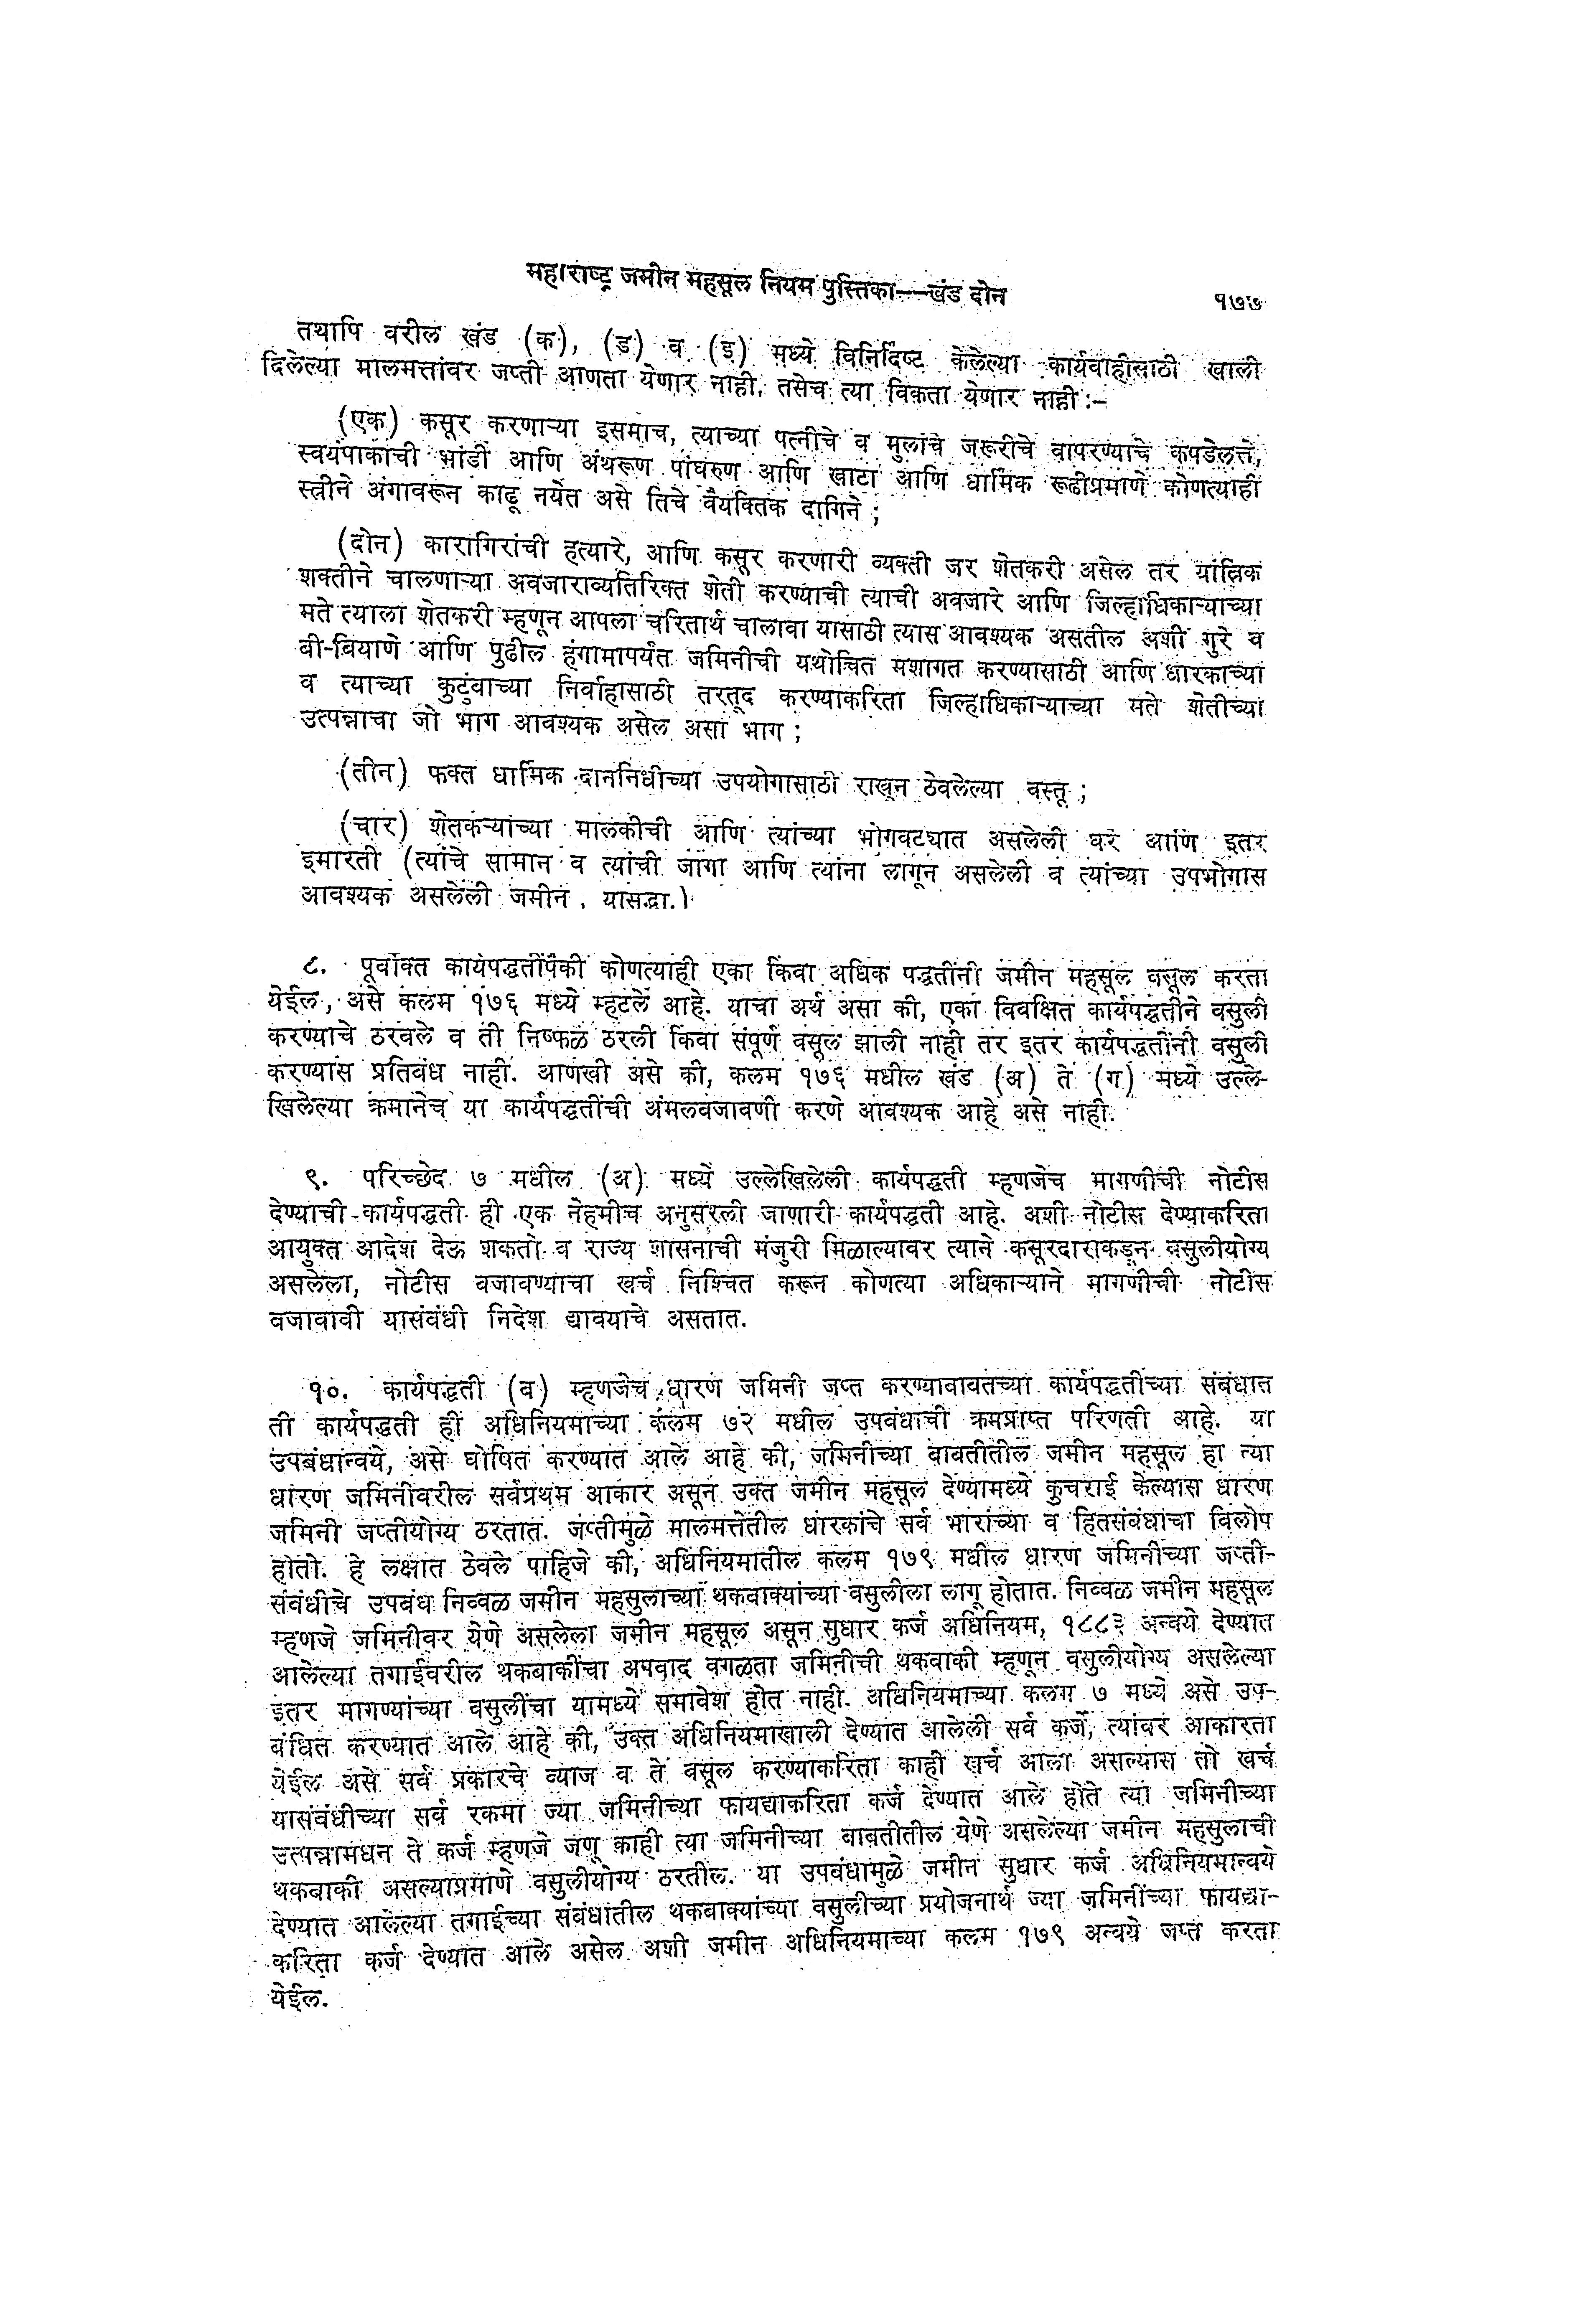 महाराष्ट्र जमीन महसूल नियम पुस्तिका——खंड दोन १७७
तथापि वरील खंड (क), (ड) व (इ) मध्ये विनिर्दिष्ट केलेल्या कार्यवाहीसाठी खाली
दिलेल्या मालमत्तांवर जप्ती आणता येणार नाही, तसेच त्या विकता येणार नाही :–
(एक) कसूर करणाऱ्या इसमाच, त्याच्या पत्नीचे व मुलांचे जरूरीचे वापरण्याचे कपडेलत्ते,
स्वयंपाकाची भांडी आणि अंथरूण पांघरुण आणि खाटा आणि धार्मिक रूढीप्रमाणे कोणत्याही
स्त्रीने अंगावरून काढू नयेत असे तिचे वैयक्तिक दागिने ;
(दोन) कारागिरांची हत्यारे, आणि कसूर करणारी व्यक्ती जर शेतकरी असेल तर यांत्रिक
शक्तीने चालणाऱ्या अवजाराव्यतिरिक्त शेती करण्याची त्याची अवजारे आणि जिल्हाधिकाऱ्याच्या
मते त्याला शेतकरी म्हणून आपला चरितार्थ चालावा यासाठी त्यास आवश्यक असतील अशी गुरे व
बी-बियाणे आणि पुढील हंगामापर्यंत जमिनीची यथोचित मशागत करण्यासाठी आणि धारकाच्या
व त्याच्या कुटुंबाच्या निर्वाहासाठी तरतूद करण्याकरिता जिल्हाधिकाऱ्याच्या मते शेतीच्या
उत्पन्नाचा जो भाग आवश्यक असेल असा भाग ;
(तीन) फक्त धार्मिक दाननिधीच्या उपयोगासाठी राखून ठेवलेल्या वस्तू ;
(चार) शेतकऱ्यांच्या मालकीची आणि त्यांच्या भोगवट्यात असलेली घरं आणि इतर
इमारती (त्यांचे सामान व त्यांची जागा आणि त्यांना लागून असलेली व त्यांच्या उपभोगास
आवश्यक असलेली जमीन . यासद्धा.)
८. पूर्वोक्त कार्यपद्धतींपैकी कोणत्याही एका किंवा अधिक पद्धतींनी जमीन महसूल वसूल करता
येईल, असे कलम १७६ मध्ये म्हटले आहे. याचा अर्थ असा की, एका विवक्षित कार्यपद्धतीने वसुली
करण्याचे ठरवले व ती निष्फळ ठरली किंवा संपूर्ण वसूल झाली नाही तर इतर कार्यपद्धतींनी वसुली
करण्यास प्रतिबंध नाही. आणखी असे की, कलम १७६ मधील खंड (अ) ते (ग) मध्ये उल्ले-
खिलेल्या क्रमानेच या कार्यपद्धतींची अंमलबजावणी करणे आवश्यक आहे असे नाही.
९. परिच्छेद ७ मधील (अ) मध्ये उल्लेखिलेली कार्यपद्धती म्हणजेच मागणीची नोटीस
देण्याची कार्यपद्धती ही एक नेहमीच अनुसरली जाणारी कार्यपद्धती आहे. अशी नोटीस देण्याकरिता
आयुक्त आदेश देऊ शकतो व राज्य शासनाची मंजुरी मिळाल्यावर त्याने कसूरदाराकडून वसुलीयोग्य
असलेला, नोटीस बजावण्याचा खर्च निश्चित करून कोणत्या अधिकाऱ्याने मागणीची नोटीस
बजावावी यासंबंधी निदेश द्यावयाचे असतात.
१०. कार्यपद्धती (ब) म्हणजेच धारण जमिनी जप्त करण्याबाबतच्या कार्यपद्धतीच्या संबंधात
ती कार्यपद्धती ही अधिनियमाच्या कलम ७२ मधील उपबंधाची क्रमप्राप्त परिणती आहे. या
उपबंधान्वये, असे घोषित करण्यात आले आहे की, जमिनीच्या बाबतीतील जमीन महसूल हा त्या
धारण जमिनीवरील सर्वप्रथम आकार असून उक्त जमीन महसूल देण्यामध्ये कुचराई केल्यास धारण
जमिनी जप्तीयोग्य ठरतात. जप्तीमुळे मालमत्तेतील धारकांचे सर्व भारांच्या व हितसंबंधांचा विलोप
होतो. हे लक्षात ठेवले पाहिजे की, अधिनियमातील कलम १७९ मधील धारण जमिनीच्या जप्ती-
संबंधीचे उपबंध निव्वळ जमीन महसुलाच्या थकबाक्यांच्या वसुलीला लागू होतात. निव्वळ जमीन महसूल
म्हणजे जमिनीवर येणे असलेला जमीन महसूल असून सुधार कर्ज अधिनियम, १८८३ अन्वये देण्यात
आलेल्या तगाईवरील थकबाकींचा अपवाद वगळता जमिनीची थकबाकी म्हणून वसुलीयोग्य असलेल्या
इतर मागण्यांच्या वसुलींचा यामध्ये समावेश होत नाही. अधिनियमाच्या कलम ७ मध्ये असे उप-
बंधित करण्यात आले आहे की, उक्त अधिनियमाखाली देण्यात आलेली सर्व कर्जे, त्यांवर आकारता
येईल असे सर्व प्रकारचे व्याज व ते वसूल करण्याकरिता काही खर्च आला असल्यास तो खर्च
यासंबंधीच्या सर्व रकमा ज्या जमिनीच्या फायद्याकरिता कर्ज देण्यात आले होते त्या जमिनीच्या
उत्पन्नामधन ते कर्ज म्हणजे जणू काही त्या जमिनीच्या बाबतीतील येणे असलेल्या जमीन महसुलाची
थकबाकी असल्याप्रमाणे वसुलीयोग्य ठरतील. या उपबंधामुळे जमीन सुधार कर्ज अधिनियमान्वये
देण्यात आलेल्या तगाईच्या संबंधातील थकबाक्यांच्या वसुलीच्या प्रयोजनार्थ ज्या जमिनींच्या फायद्या-
करिता कर्ज देण्यात आले असेल अशी जमीन अधिनियमाच्या कलम १७९ अन्वये जप्त करता
येईल.